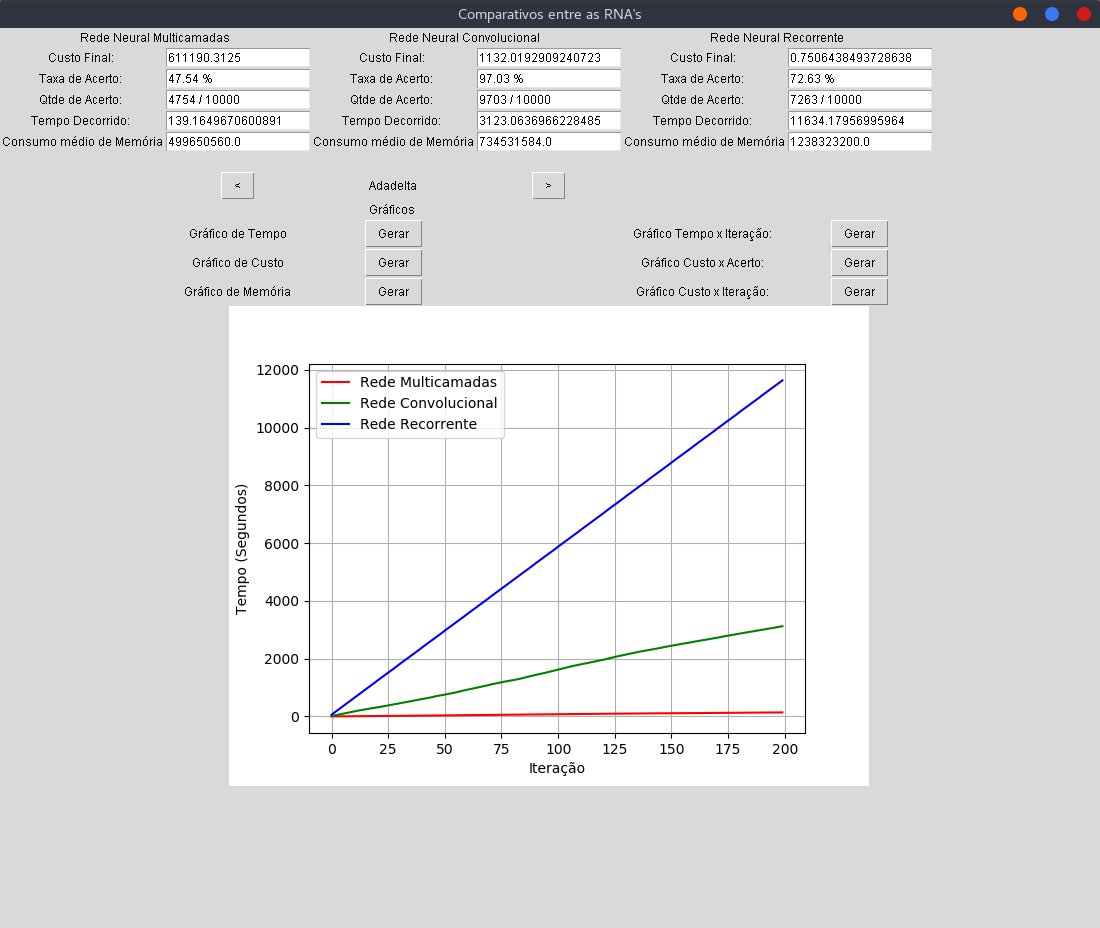 Comparativos entre as RNA's
Rede Neural Multicamadas Rede Neural Convolucional Rede Neural Recorrente
Custo Final: 611190.3125 Custo Final: 1132.0192909240723 Custo Final: 0.7506438493728638
Taxa de Acerto: 47.54 % Taxa de Acerto: 97.03 % Taxa de Acerto: 72.63 %
Qtde de Acerto: 4754 / 10000 Qtde de Acerto: 9703 / 10000 Qtde de Acerto: 7263 / 10000
Tempo Decorrido: 139.1649670600891 Tempo Decorrido: 3123.0636966228485 Tempo Decorrido: 11634.17956995964
Consumo médio de Memória 499650560.0 Consumo médio de Memória 734531584.0 Consumo médio de Memória 1238323200.0
< Adadelta >
Gráficos
Gráfico de Tempo Gerar Gráfico Tempo x Iteração: Gerar
Gráfico de Custo Gerar Gráfico Custo x Acerto: Gerar
Gráfico de Memória Gerar Gráfico Custo x Iteração: Gerar
12000
10000
8000
6000
4000
2000
0
Tempo (Segundos)
Rede Multicamadas
Rede Convolucional
Rede Recorrente
0 25 50 75 100 125 150 175 200
Iteração